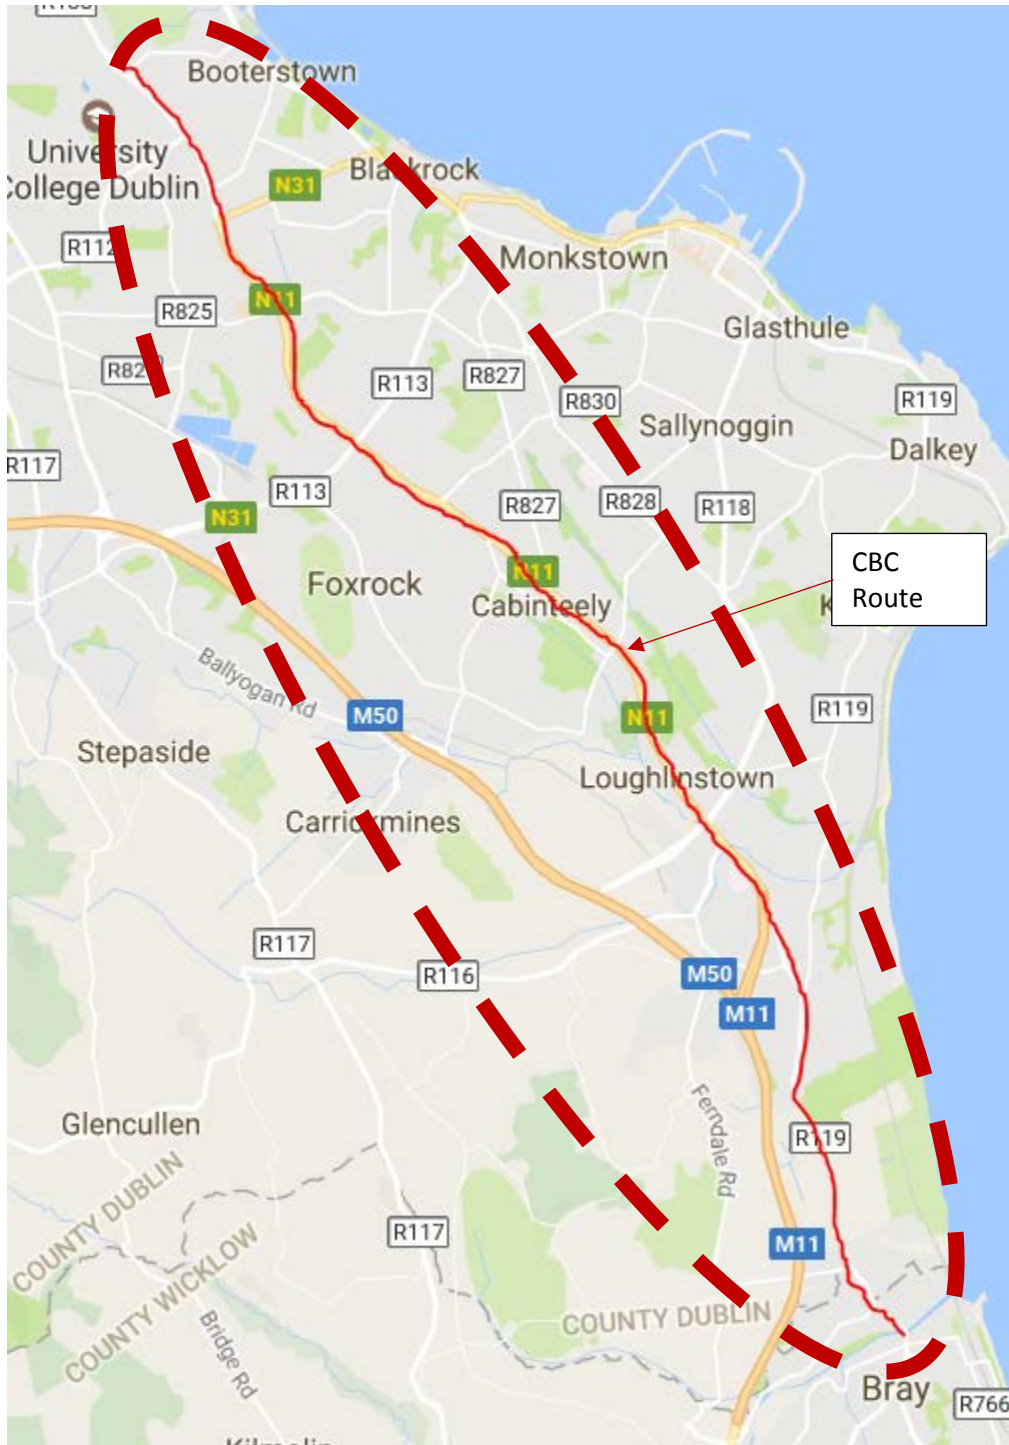 Booterstown
University
College Dublin
N31
Blackrock
R112
Monkstown
N11
R825
Glasthule
R113
R827
R830
R119
Sallynoggin
Dalkey
R117
R113
R827
R828
R118
N31
N11
CBC
Route
Foxrock
Cabinteely
Ballyogan Rd
M50
N11
R119
Stepaside
Loughlinstown
Carrickmines
R117
R116
M50
M11
Ferndale Rd
Glencullen
R119
COUNTY DUBLIN
COUNTY WICKLOW
R117
M11
COUNTY DUBLIN
Bridge Rd
Bray
R766